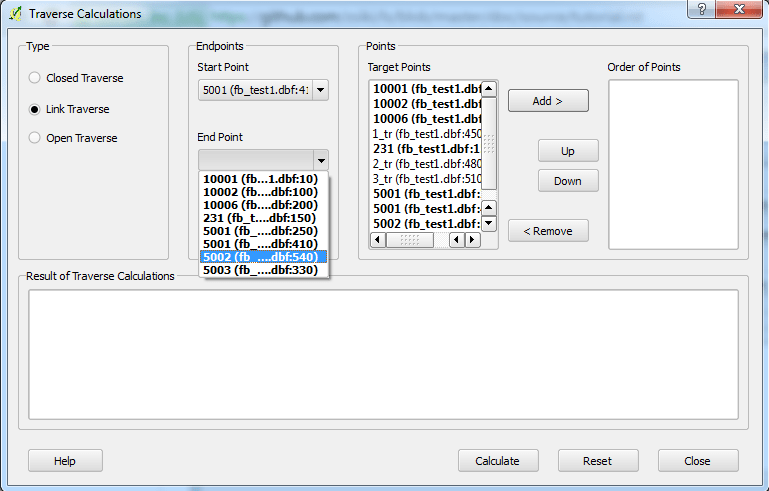 Traverse Calculations
Type
Closed Traverse
Link Traverse
Open Traverse
Endpoints
Start Point
5001 (fb_test1.dbf:41
End Point
10001 (fb...1.dbf:10)
10002 (fb....dbf:100)
10006 (fb....dbf:200)
231 (fb_t....dbf:150)
5001 (fb_....dbf:250)
5001 (fb_....dbf:410)
5002 (fb_....dbf:540)
5003 (fb_....dbf:330)
Points
Target Points
10001 (fb_test1.dbf
10002 (fb_test1.dbf
10006 (fb_test1.dbf
1_tr (fb_test1.dbf:450
231 (fb_test1.dbf:1
2_tr (fb_test1.dbf:480
3_tr (fb_test1.dbf:510
5001 (fb_test1.dbf:
5001 (fb_test1.dbf:
5002 (fb_test1.dbf:
Add >
Up
Down
< Remove
Order of Points
Result of Traverse Calculations
Help
Calculate
Reset
Close